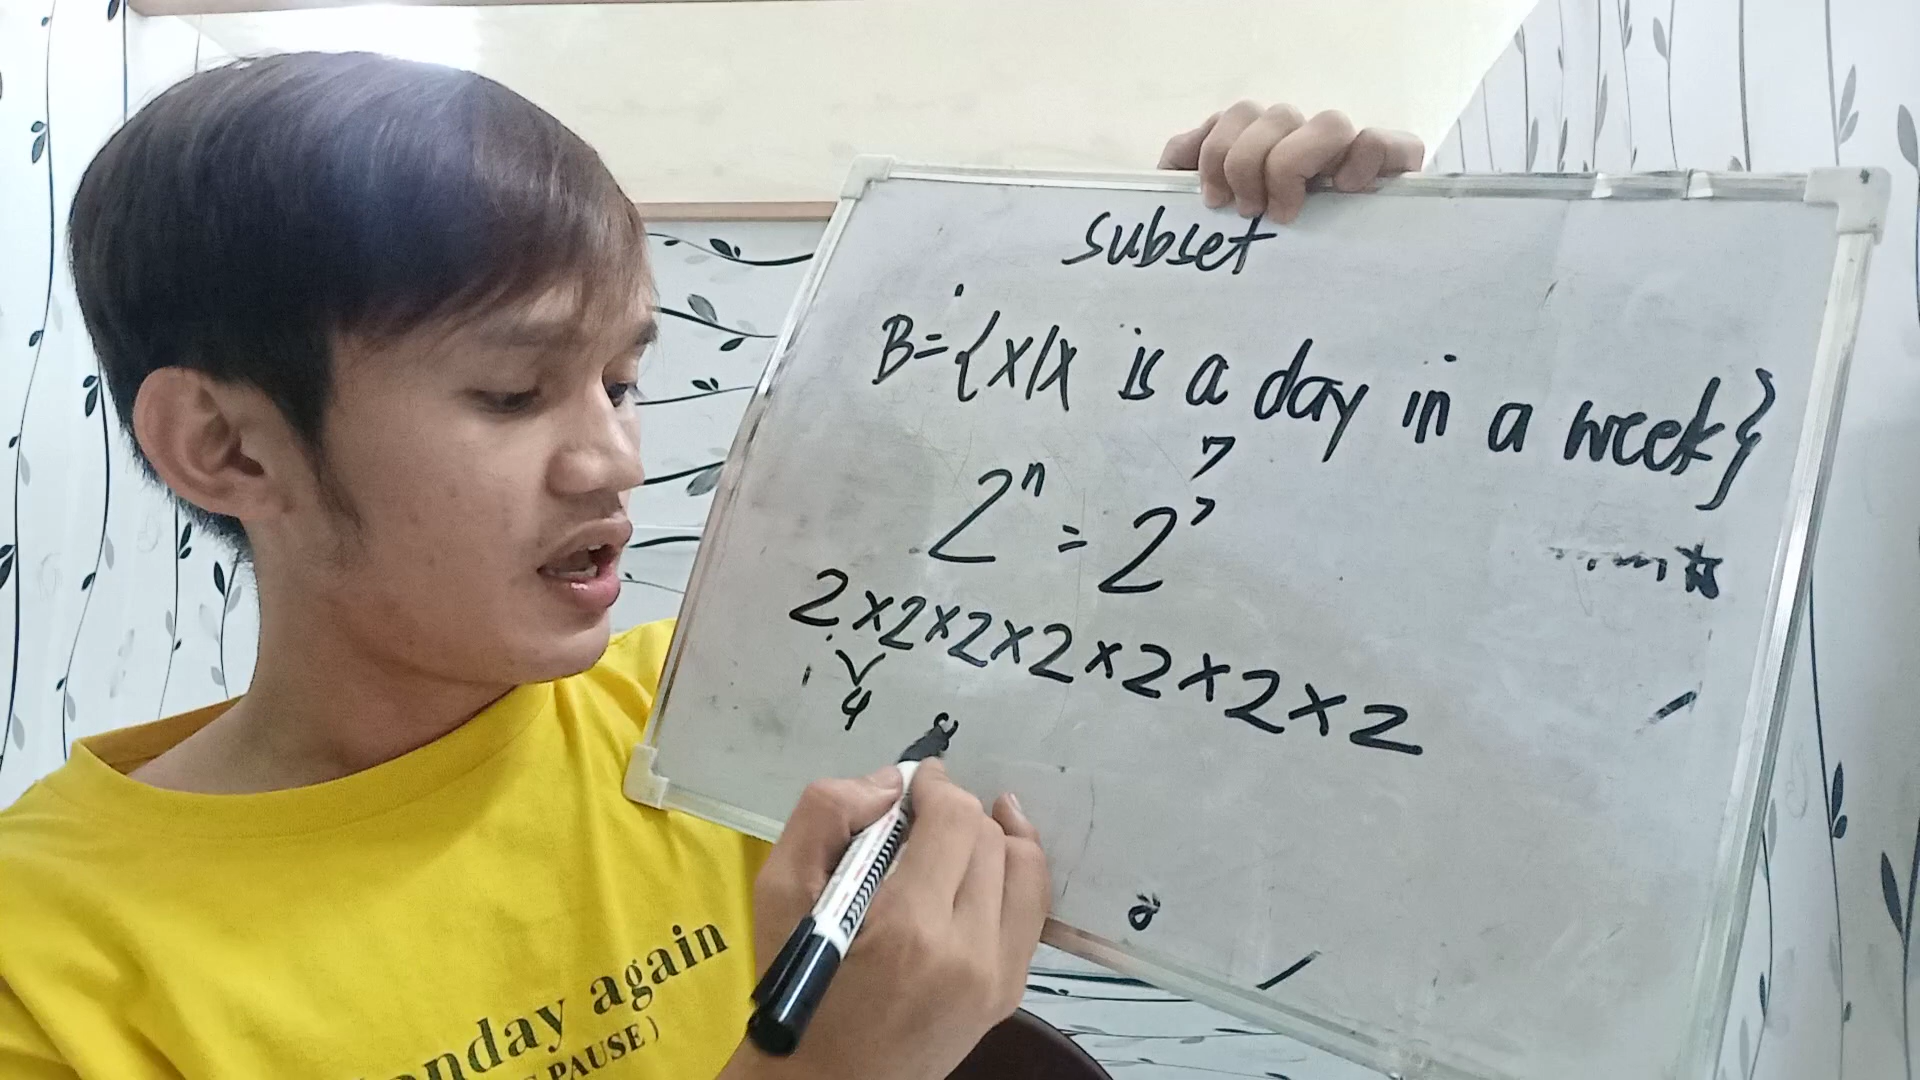 subset
B={x/x is a day in a week}
7
2ⁿ = 2⁷
2×2×2×2×2×2×2
4 8
onday again
PAUSE)